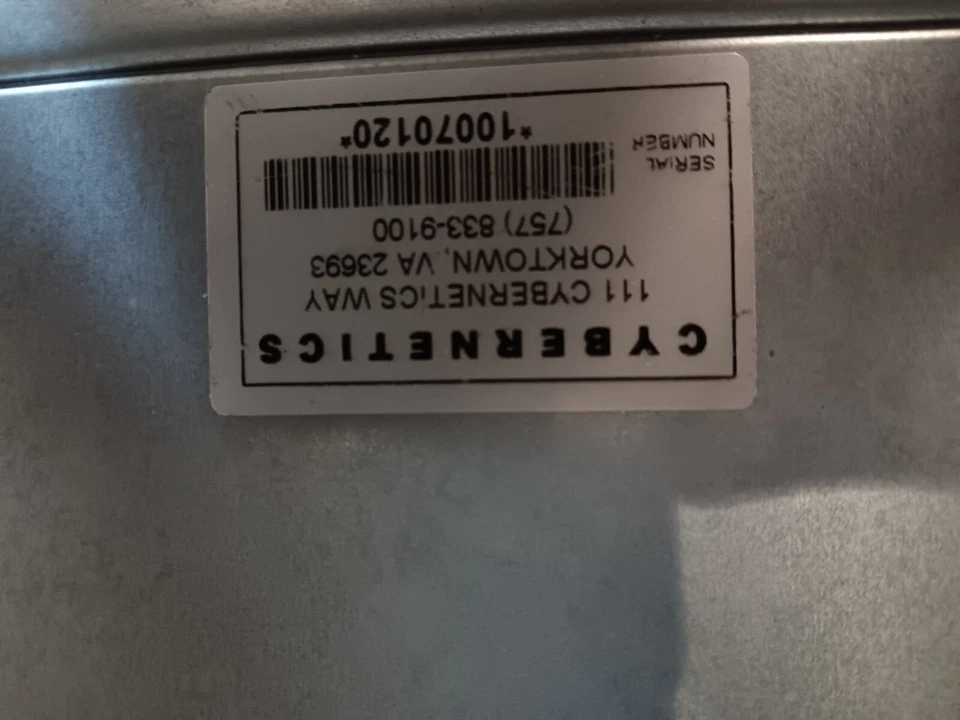 CYBERNETICS
111 CYBERNETICS WAY
YORKTOWN, VA 23693
(757) 833-9100
SERIAL
NUMBER
*10070120*